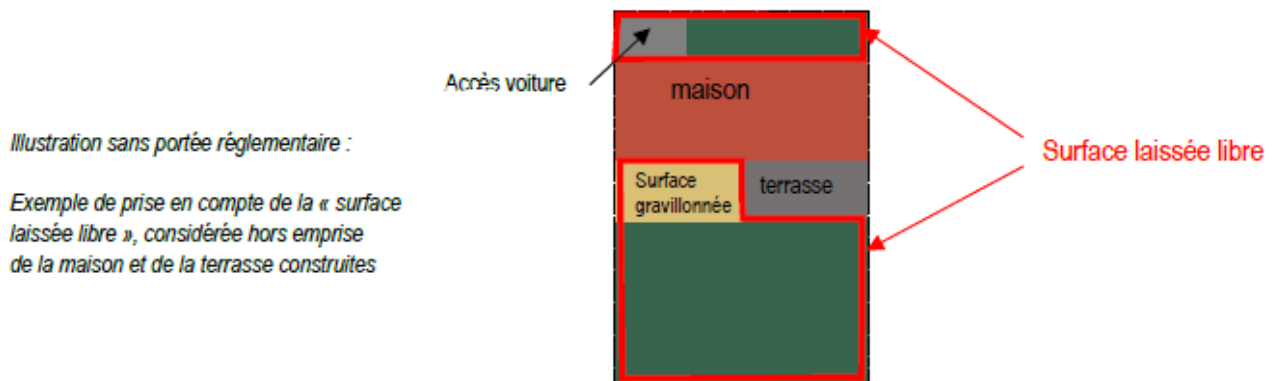 Accès voiture
maison
Illustration sans portée réglementaire :
Surface laissée libre
Surface
gravillonnée
terrasse
Exemple de prise en compte de la « surface
laissée libre », considérée hors emprise
de la maison et de la terrasse construites